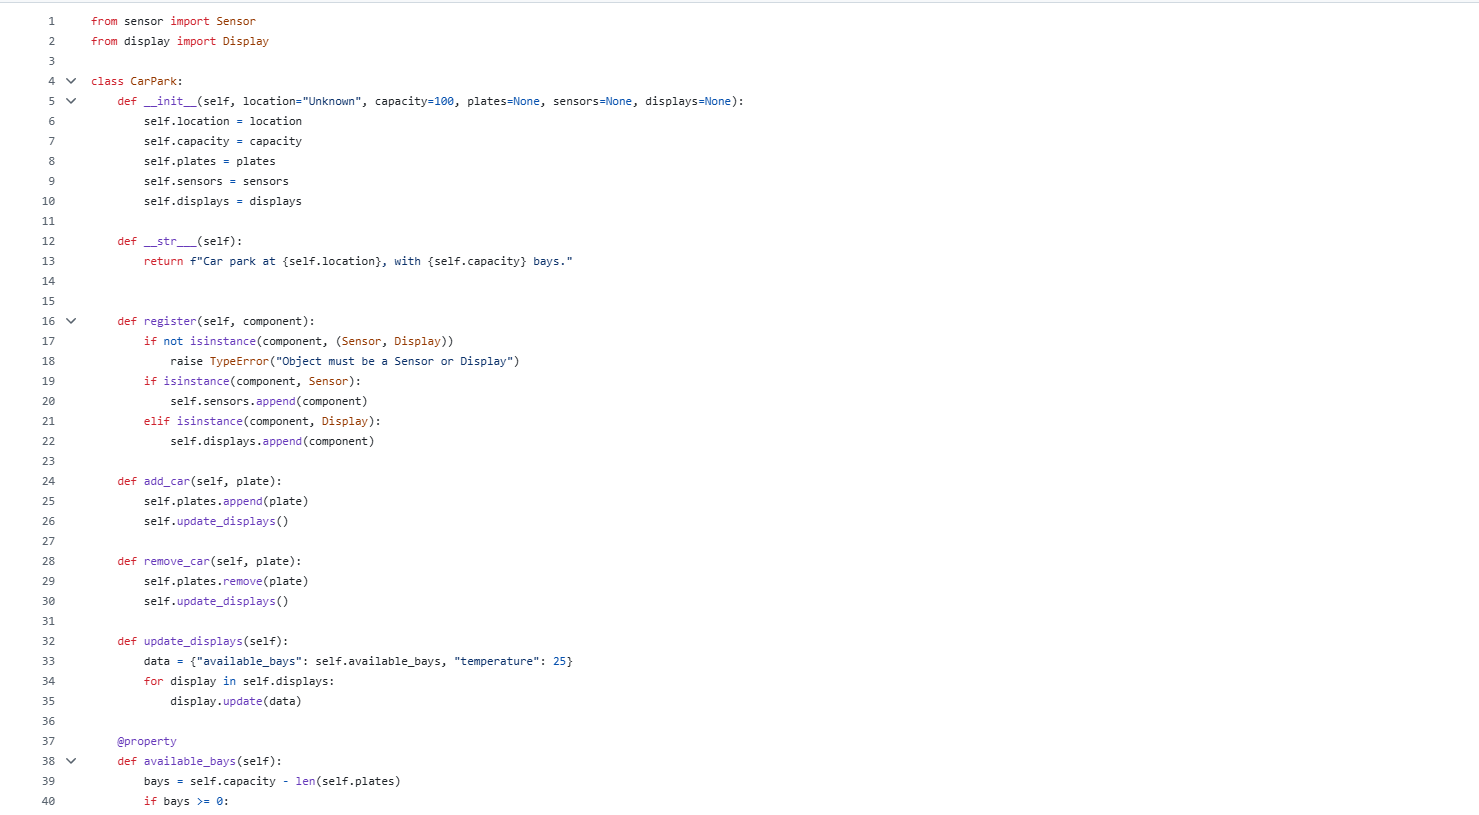 1 from sensor import Sensor
2 from display import Display
3
4 class CarPark:
5     def __init__(self, location="Unknown", capacity=100, plates=None, sensors=None, displays=None):
6         self.location = location
7         self.capacity = capacity
8         self.plates = plates
9         self.sensors = sensors
10         self.displays = displays
11
12     def __str___(self):
13         return f"Car park at {self.location}, with {self.capacity} bays."
14
15
16     def register(self, component):
17         if not isinstance(component, (Sensor, Display))
18             raise TypeError("Object must be a Sensor or Display")
19         if isinstance(component, Sensor):
20             self.sensors.append(component)
21         elif isinstance(component, Display):
22             self.displays.append(component)
23
24     def add_car(self, plate):
25         self.plates.append(plate)
26         self.update_displays()
27
28     def remove_car(self, plate):
29         self.plates.remove(plate)
30         self.update_displays()
31
32     def update_displays(self):
33         data = {"available_bays": self.available_bays, "temperature": 25}
34         for display in self.displays:
35             display.update(data)
36
37     @property
38     def available_bays(self):
39         bays = self.capacity - len(self.plates)
40         if bays >= 0: